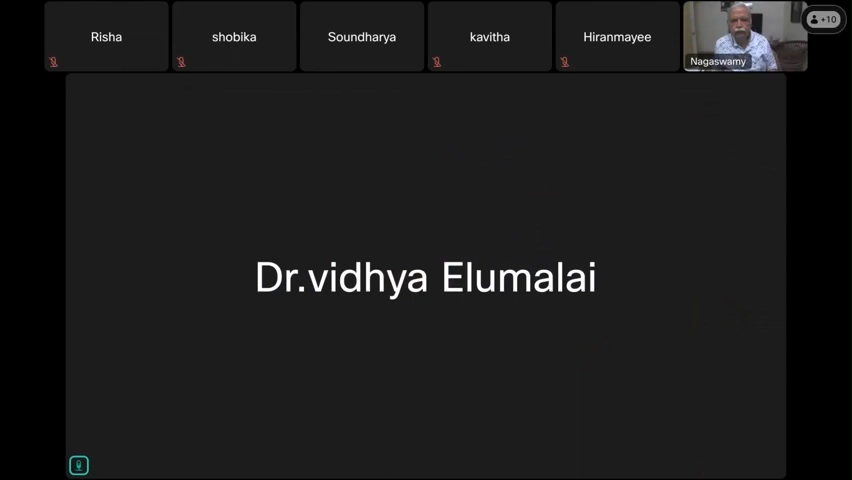 Risha
shobika
Soundharya
kavitha
Hiranmayee
Nagaswamy
+10
Dr.vidhya Elumalai